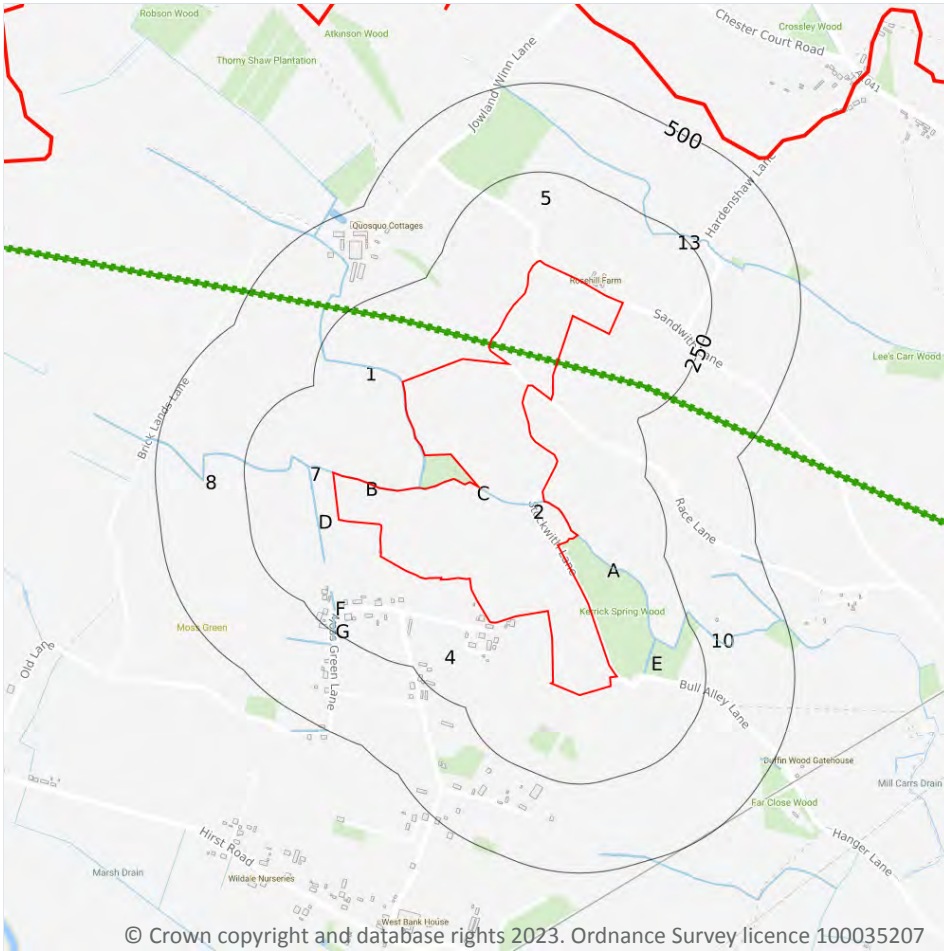 Robson Wood
Atkinson Wood
Crossley Wood
Chester Court Road
Thorny Shaw Plantation
A1041
Jowland Winn Lane
500
Hardenshaw Lane
5
Quosquo Cottages
13
Rosehill Farm
Sandwith Lane
250
Lee's Carr Wood
1
Brick Lands Lane
7
8
B
C
2
D
Race Lane
A
F
Kerrick Spring Wood
Moss Green
G
10
Old Lane
4
E
Bull Alley Lane
Duffin Wood Gatehouse
Mill Carrs Drain
Far Close Wood
Hirst Road
Hanger Lane
Marsh Drain
Wildale Nurseries
West Bank House
© Crown copyright and database rights 2023. Ordnance Survey licence 100035207